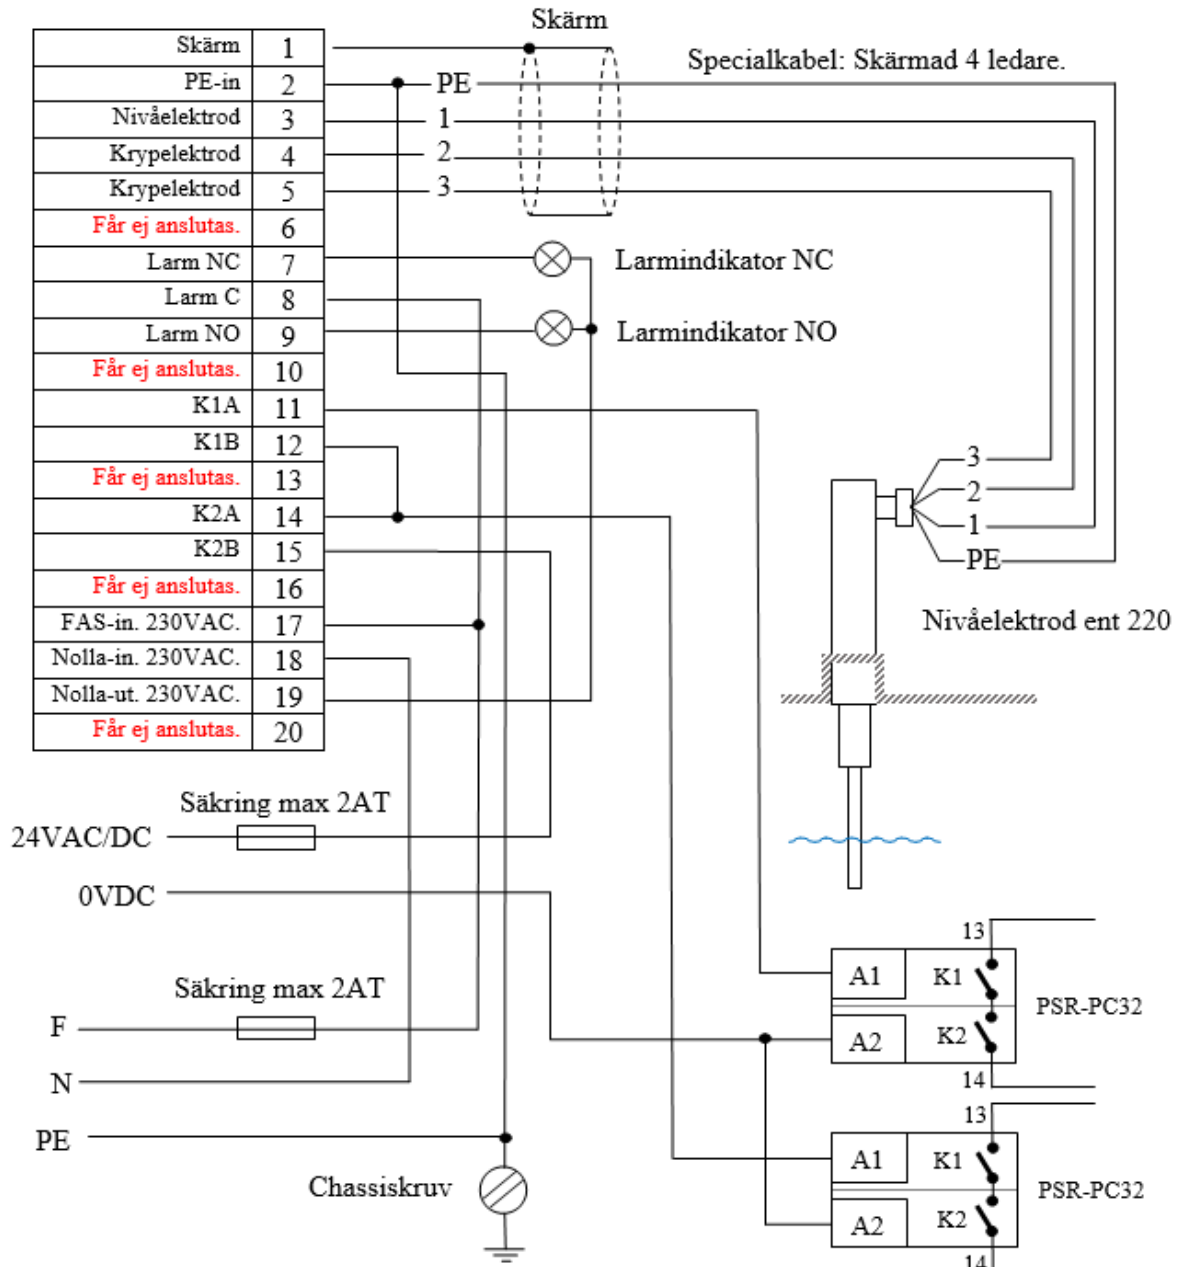 Skärm
Specialkabel: Skärmad 4 ledare.
Skärm 1
PE-in 2 PE
Nivåelektrod 3 1
Krypelektrod 4 2
Krypelektrod 5 3
Får ej anslutas. 6
Larm NC 7 Larmindikator NC
Larm C 8
Larm NO 9 Larmindikator NO
Får ej anslutas. 10
K1A 11
K1B 12
Får ej anslutas. 13
K2A 14
K2B 15
Får ej anslutas. 16
FAS-in. 230VAC. 17
Nolla-in. 230VAC. 18
Nolla-ut. 230VAC. 19
Får ej anslutas. 20
3
2
1
PE
Nivåelektrod ent 220
Säkring max 2AT
24VAC/DC
0VDC
Säkring max 2AT
F
N
PE
Chassiskruv
13
A1 K1
PSR-PC32
A2 K2
14
13
A1 K1
PSR-PC32
A2 K2
14